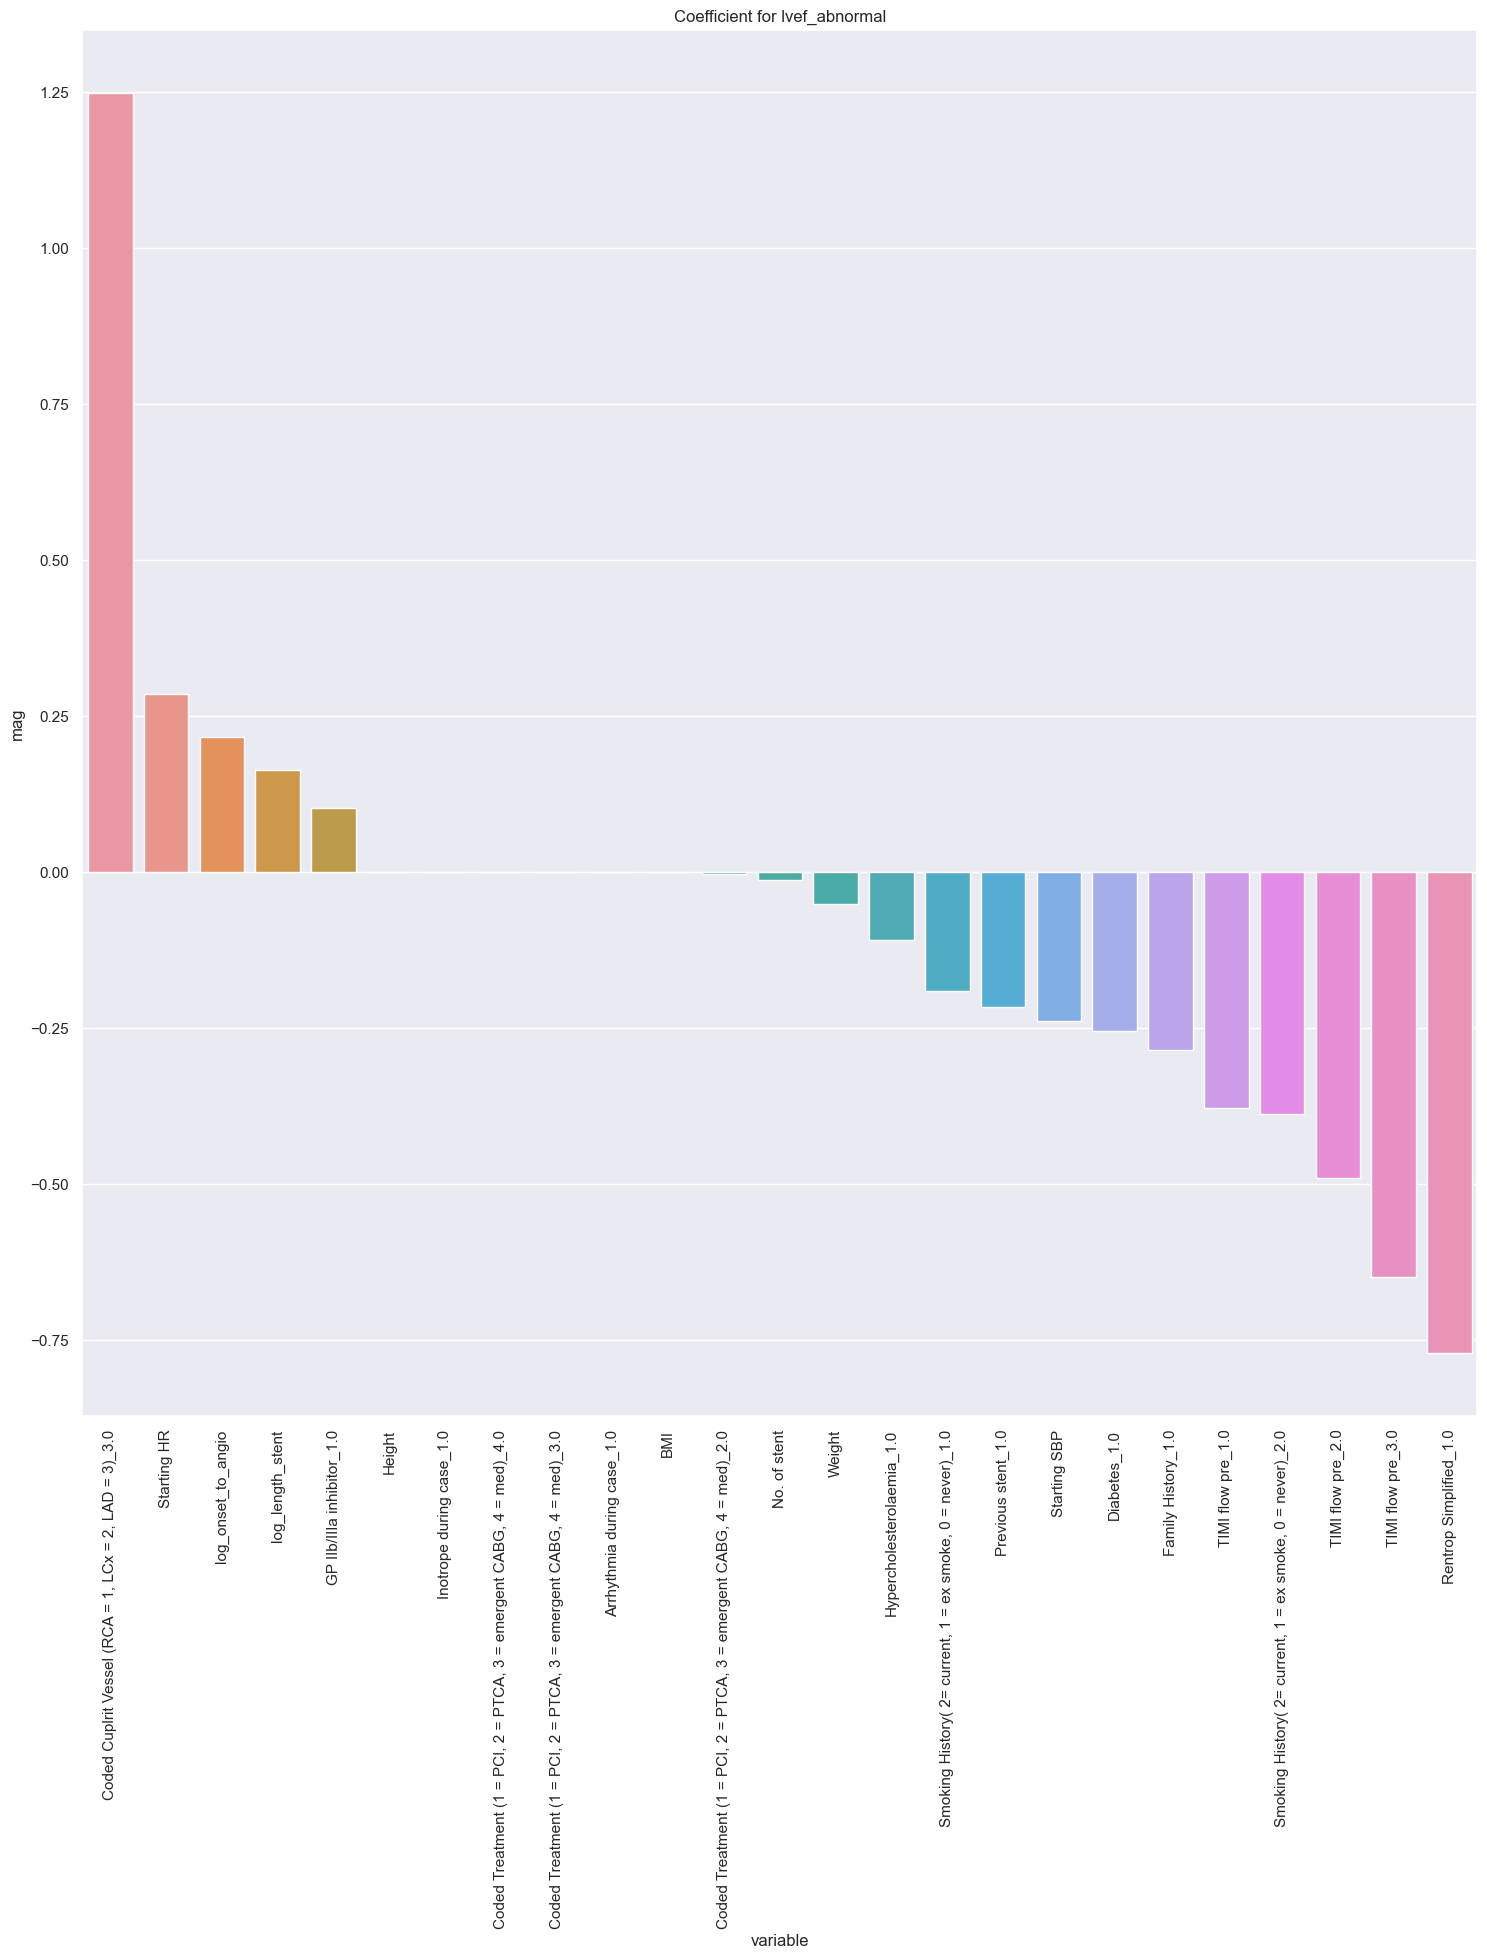 Coefficient for lvef_abnormal
1.25
1.00
0.75
0.50
0.25
0.00
−0.25
−0.50
−0.75
mag
Coded Cuplrit Vessel (RCA = 1, LCx = 2, LAD = 3)_3.0
Starting HR
log_onset_to_angio
log_length_stent
GP IIb/IIIa inhibitor_1.0
Height
Inotrope during case_1.0
Coded Treatment (1 = PCI, 2 = PTCA, 3 = emergent CABG, 4 = med)_4.0
Coded Treatment (1 = PCI, 2 = PTCA, 3 = emergent CABG, 4 = med)_3.0
Arrhythmia during case_1.0
BMI
Coded Treatment (1 = PCI, 2 = PTCA, 3 = emergent CABG, 4 = med)_2.0
No. of stent
Weight
Hypercholesterolaemia_1.0
Smoking History( 2= current, 1 = ex smoke, 0 = never)_1.0
Previous stent_1.0
Starting SBP
Diabetes_1.0
Family History_1.0
TIMI flow pre_1.0
Smoking History( 2= current, 1 = ex smoke, 0 = never)_2.0
TIMI flow pre_2.0
TIMI flow pre_3.0
Rentrop Simplified_1.0
variable